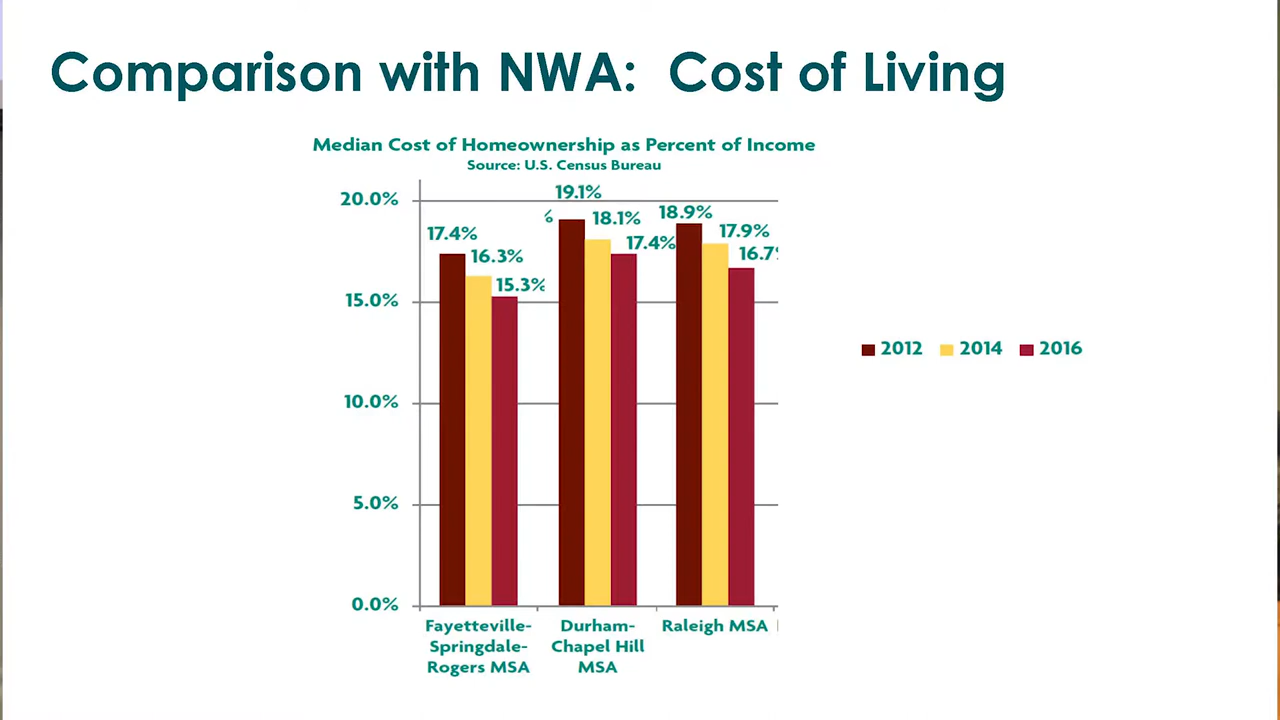 Comparison with NWA: Cost of Living
Median Cost of Homeownership as Percent of Income
Source: U.S. Census Bureau
20.0%
15.0%
10.0%
5.0%
0.0%
17.4%
16.3%
15.3%
%
19.1%
18.1%
17.4%
18.9%
17.9%
16.7
Fayetteville-
Springdale-
Rogers MSA
Durham-
Chapel Hill
MSA
Raleigh MSA
2012 2014 2016